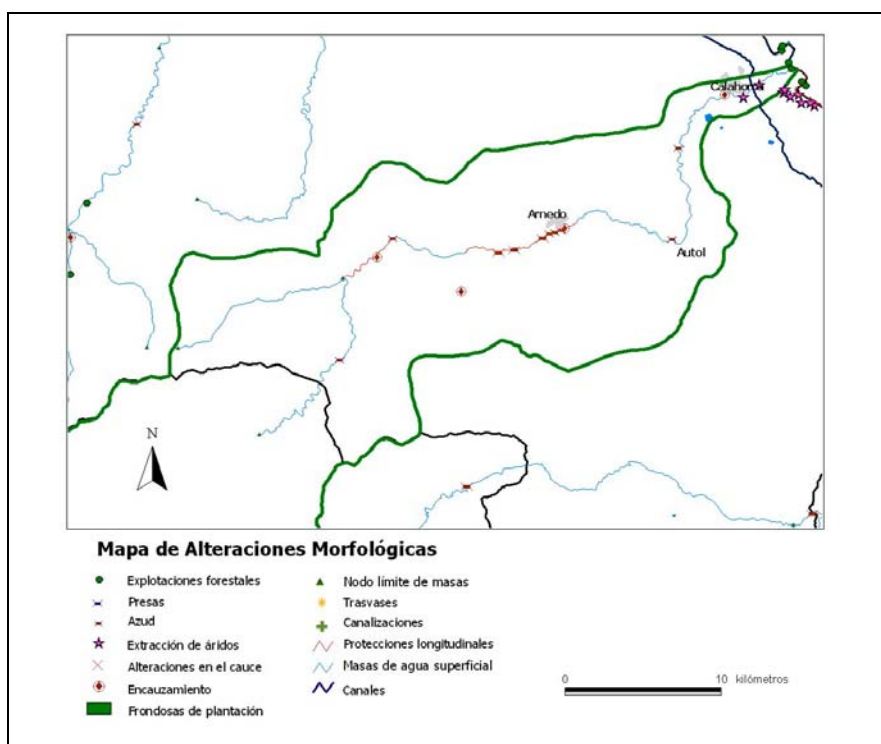 Calahorra
Arnedo
Autol
N
Mapa de Alteraciones Morfológicas
Explotaciones forestales
Presas
Azud
Extracción de áridos
Alteraciones en el cauce
Encauzamiento
Frondosas de plantación
Nodo límite de masas
Trasvases
Canalizaciones
Protecciones longitudinales
Masas de agua superficial
Canales
0 10 kilómetros